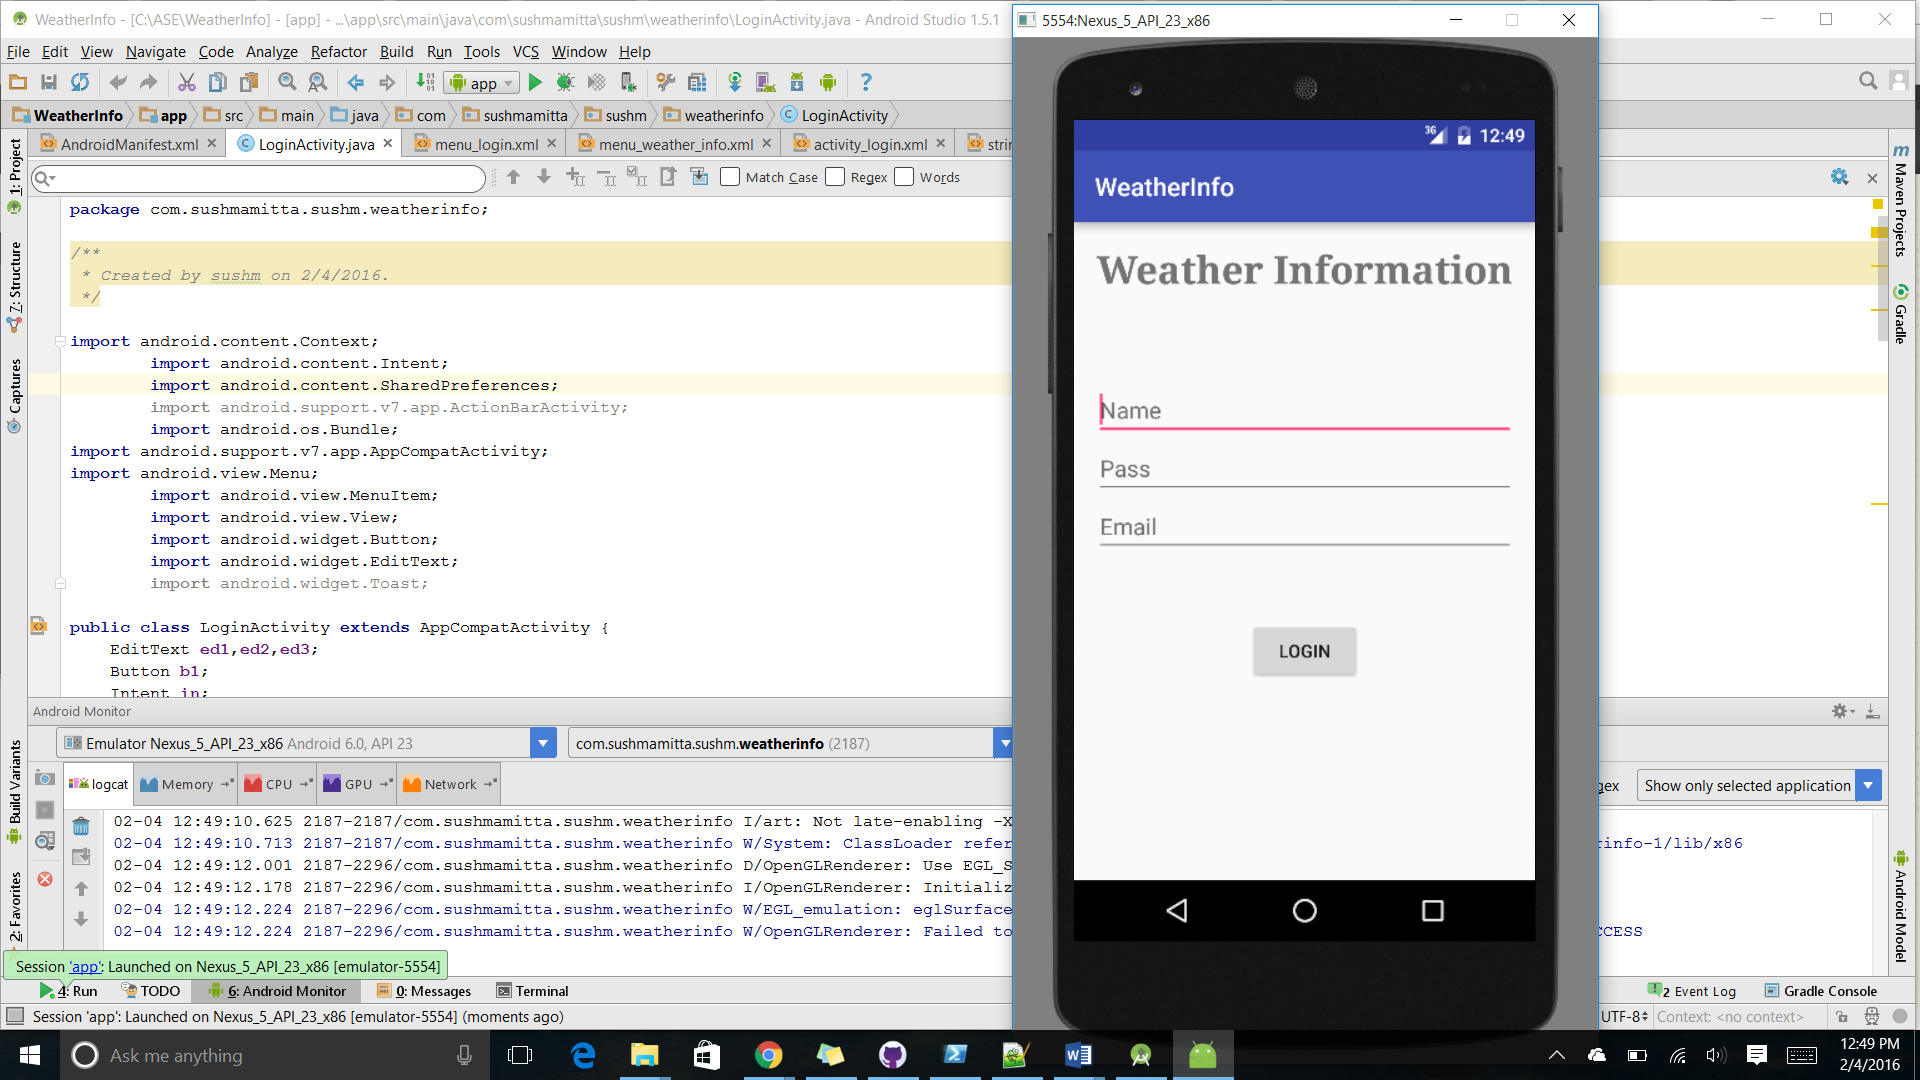 WeatherInfo - [C:\ASE\WeatherInfo] - [app] - ...\app\src\main\java\com\sushmamitta\sushm\weatherinfo\LoginActivity.java - Android Studio 1.5.1
File Edit View Navigate Code Analyze Refactor Build Run Tools VCS Window Help
app
WeatherInfo app src main java com sushmamitta sushm weatherinfo LoginActivity
AndroidManifest.xml LoginActivity.java menu_login.xml menu_weather_info.xml activity_login.xml
Match Case Regex Words
package com.sushmamitta.sushm.weatherinfo;
/**
* Created by sushm on 2/4/2016.
*/
import android.content.Context;
import android.content.Intent;
import android.content.SharedPreferences;
import android.support.v7.app.ActionBarActivity;
import android.os.Bundle;
import android.support.v7.app.AppCompatActivity;
import android.view.Menu;
import android.view.MenuItem;
import android.view.View;
import android.widget.Button;
import android.widget.EditText;
import android.widget.Toast;
public class LoginActivity extends AppCompatActivity {
EditText ed1,ed2,ed3;
Button b1;
Intent in;
1: Project
7: Structure
Captures
Build Variants
2: Favorites
Maven Projects
Gradle
Android Model
5554:Nexus_5_API_23_x86
3G 12:49
WeatherInfo
Weather Information
Name
Pass
Email
LOGIN
Android Monitor
Emulator Nexus_5_API_23_x86 Android 6.0, API 23
com.sushmamitta.sushm.weatherinfo (2187)
logcat Memory CPU GPU Network
gex Show only selected application
02-04 12:49:10.625 2187-2187/com.sushmamitta.sushm.weatherinfo I/art: Not late-enabling -X
02-04 12:49:10.713 2187-2187/com.sushmamitta.sushm.weatherinfo W/System: ClassLoader refer rinfo-1/lib/x86
02-04 12:49:12.001 2187-2296/com.sushmamitta.sushm.weatherinfo D/OpenGLRenderer: Use EGL_S
02-04 12:49:12.178 2187-2296/com.sushmamitta.sushm.weatherinfo I/OpenGLRenderer: Initializ
02-04 12:49:12.224 2187-2296/com.sushmamitta.sushm.weatherinfo W/EGL_emulation: eglSurface
02-04 12:49:12.224 2187-2296/com.sushmamitta.sushm.weatherinfo W/OpenGLRenderer: Failed to CCESS
Session 'app': Launched on Nexus_5_API_23_x86 [emulator-5554]
4: Run TODO 6: Android Monitor 0: Messages Terminal
2 Event Log Gradle Console
Session 'app': Launched on Nexus_5_API_23_x86 [emulator-5554] (moments ago)
UTF-8 Context: <no context>
Ask me anything
12:49 PM
2/4/2016